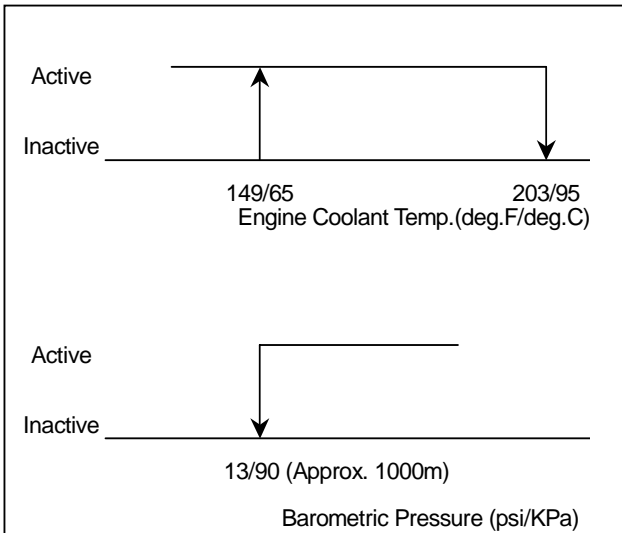 Active
Inactive
149/65 203/95
Engine Coolant Temp.(deg.F/deg.C)
Active
Inactive
13/90 (Approx. 1000m)
Barometric Pressure (psi/KPa)